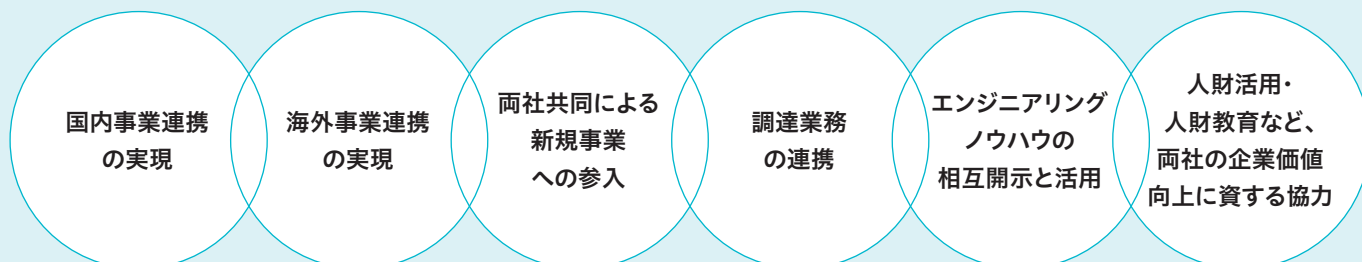 国内事業連携
の実現
海外事業連携
の実現
両社共同による
新規事業
への参入
調達業務
の連携
エンジニアリング
ノウハウの
相互開示と活用
人財活用・
人財教育など、
両社の企業価値
向上に資する協力